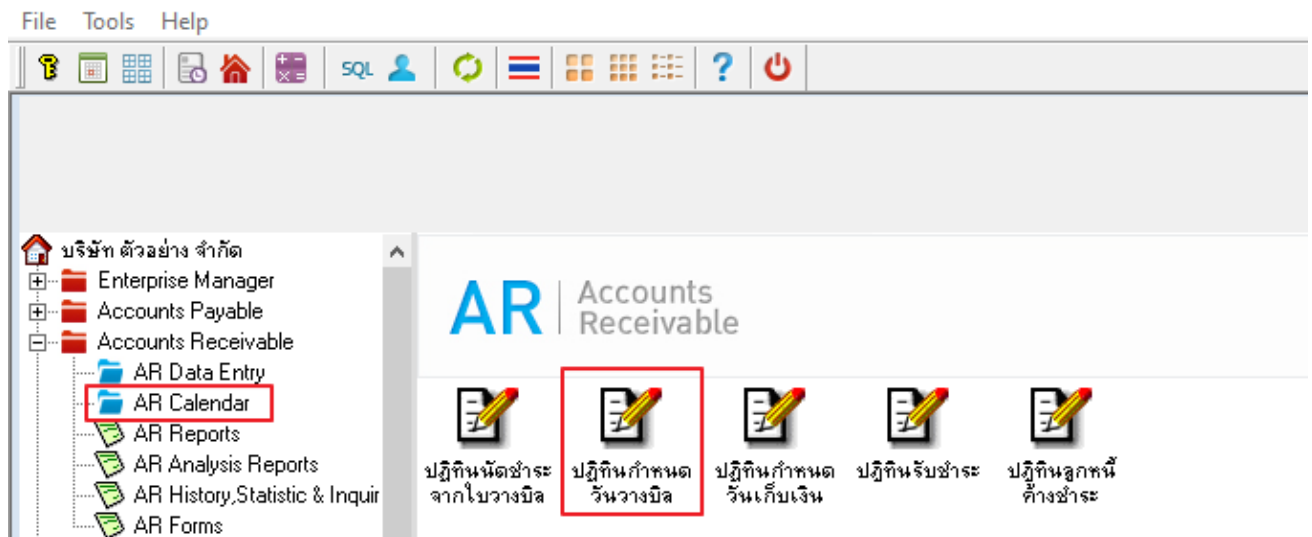 File Tools Help
SQL ?
บริษัท ตัวอย่าง จำกัด
Enterprise Manager
Accounts Payable
Accounts Receivable
AR Data Entry
AR Calendar
AR Reports
AR Analysis Reports
AR History,Statistic & Inquir
AR Forms
AR Accounts
Receivable
ปฏิทินนัดชำระ
จากใบวางบิล
ปฏิทินกำหนด
วันวางบิล
ปฏิทินกำหนด
วันเก็บเงิน
ปฏิทินรับชำระ
ปฏิทินลูกหนี้
ค้างชำระ